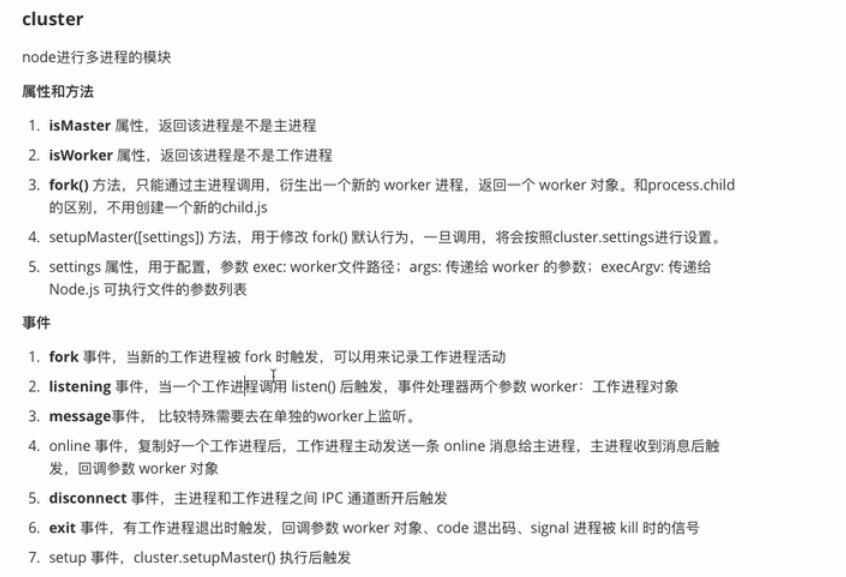 cluster
node进行多进程的模块
属性和方法
1. isMaster 属性，返回该进程是不是主进程
2. isWorker 属性，返回该进程是不是工作进程
3. fork() 方法，只能通过主进程调用，衍生出一个新的 worker 进程，返回一个 worker 对象。和process.child
的区别，不用创建一个新的child.js
4. setupMaster([settings]) 方法，用于修改 fork() 默认行为，一旦调用，将会按照cluster.settings进行设置。
5. settings 属性，用于配置，参数 exec: worker文件路径；args: 传递给 worker 的参数；execArgv: 传递给
Node.js 可执行文件的参数列表
事件
1. fork 事件，当新的工作进程被 fork 时触发，可以用来记录工作进程活动
2. listening 事件，当一个工作进程调用 listen() 后触发，事件处理器两个参数 worker：工作进程对象
3. message事件， 比较特殊需要去在单独的worker上监听。
4. online 事件，复制好一个工作进程后，工作进程主动发送一条 online 消息给主进程，主进程收到消息后触
发，回调参数 worker 对象
5. disconnect 事件，主进程和工作进程之间 IPC 通道断开后触发
6. exit 事件，有工作进程退出时触发，回调参数 worker 对象、code 退出码、signal 进程被 kill 时的信号
7. setup 事件，cluster.setupMaster() 执行后触发